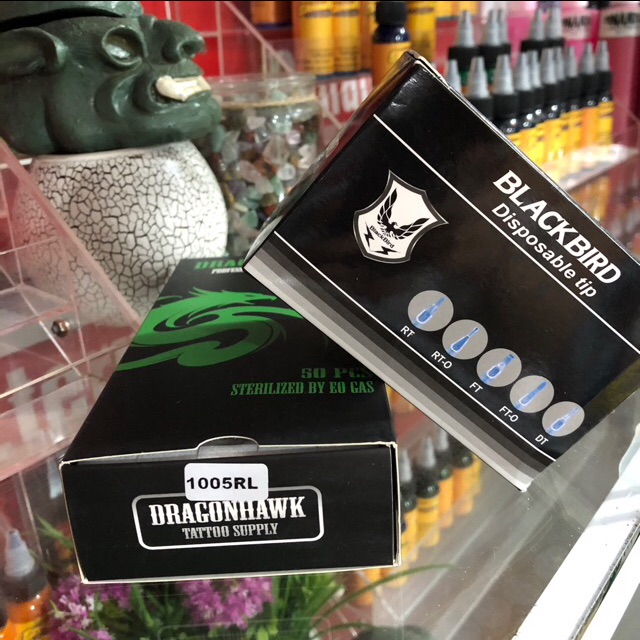 BLACKBIRD
Disposable tip
RT
RT-O
FT
FT-O
DT
50 PCS
STERILIZED BY EO GAS
1005RL
DRAGONHAWK
TATTOO SUPPLY